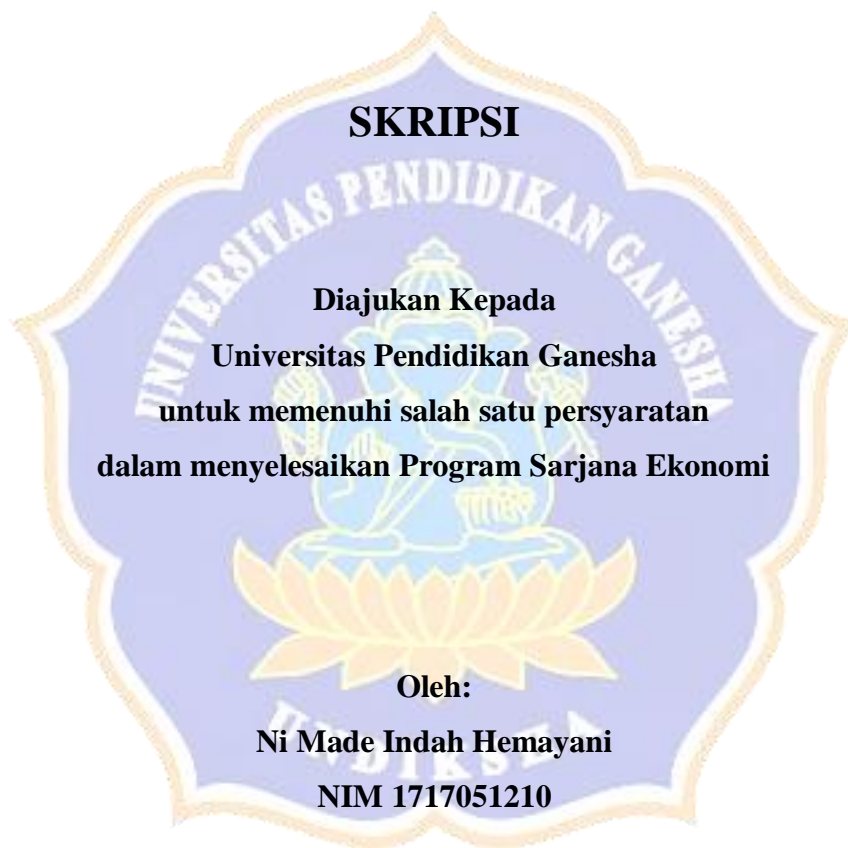 SKRIPSI
UNIVERSITAS PENDIDIKAN GANESHA
Diajukan Kepada
Universitas Pendidikan Ganesha
untuk memenuhi salah satu persyaratan
dalam menyelesaikan Program Sarjana Ekonomi
Oleh:
Ni Made Indah Hemayani
UNDIKSHA
NIM 1717051210